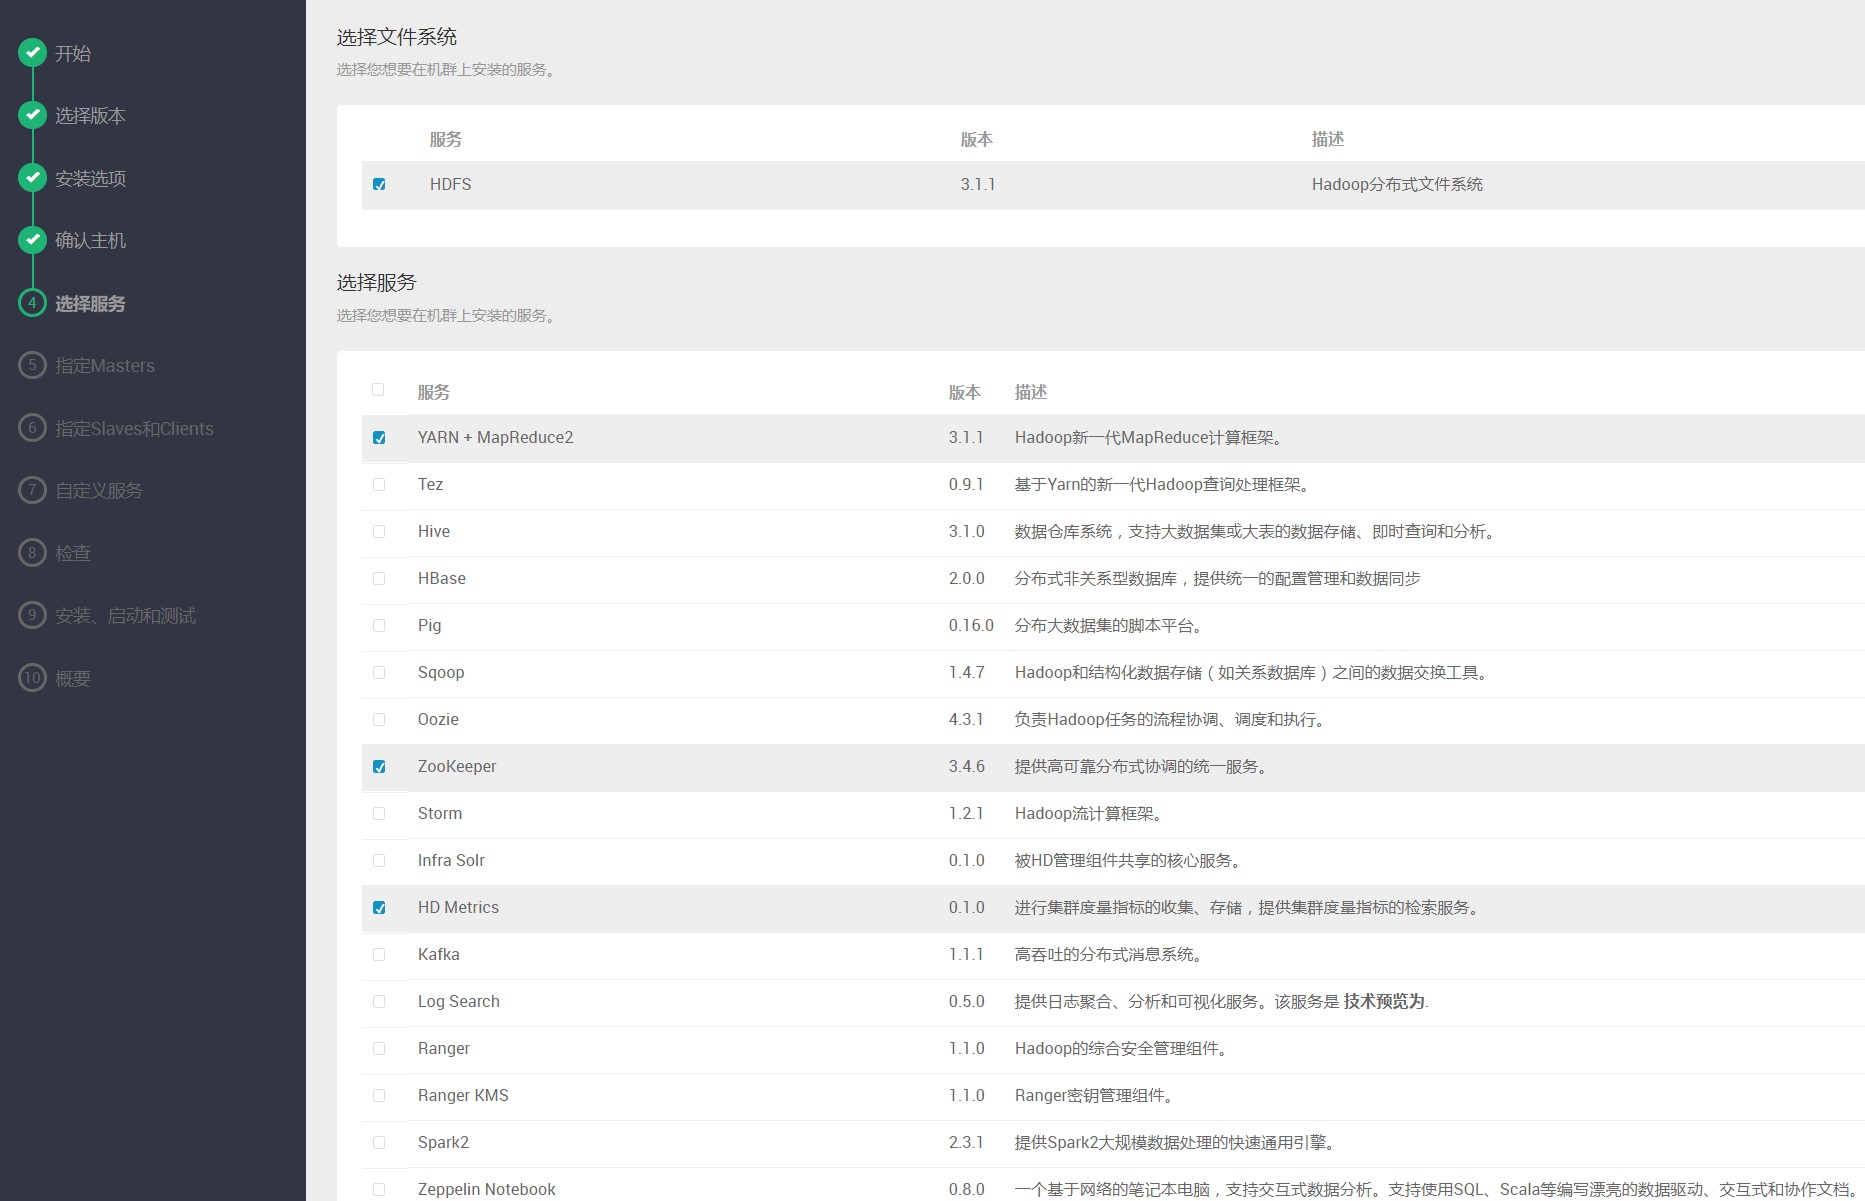 开始
选择版本
安装选项
确认主机
4 选择服务
5 指定Masters
6 指定Slaves和Clients
7 自定义服务
8 检查
9 安装、启动和测试
10 概要
选择文件系统
选择您想要在机群上安装的服务。
服务 版本 描述
HDFS 3.1.1 Hadoop分布式文件系统
选择服务
选择您想要在机群上安装的服务。
服务 版本 描述
YARN + MapReduce2 3.1.1 Hadoop新一代MapReduce计算框架。
Tez 0.9.1 基于Yarn的新一代Hadoop查询处理框架。
Hive 3.1.0 数据仓库系统，支持大数据集或大表的数据存储、即时查询和分析。
HBase 2.0.0 分布式非关系型数据库，提供统一的配置管理和数据同步
Pig 0.16.0 分布大数据集的脚本平台。
Sqoop 1.4.7 Hadoop和结构化数据存储（如关系数据库）之间的数据交换工具。
Oozie 4.3.1 负责Hadoop任务的流程协调、调度和执行。
ZooKeeper 3.4.6 提供高可靠分布式协调的统一服务。
Storm 1.2.1 Hadoop流计算框架。
Infra Solr 0.1.0 被HD管理组件共享的核心服务。
HD Metrics 0.1.0 进行集群度量指标的收集、存储，提供集群度量指标的检索服务。
Kafka 1.1.1 高吞吐的分布式消息系统。
Log Search 0.5.0 提供日志聚合、分析和可视化服务。该服务是 技术预览为.
Ranger 1.1.0 Hadoop的综合安全管理组件。
Ranger KMS 1.1.0 Ranger密钥管理组件。
Spark2 2.3.1 提供Spark2大规模数据处理的快速通用引擎。
Zeppelin Notebook 0.8.0 一个基于网络的笔记本电脑，支持交互式数据分析。支持使用SQL、Scala等编写漂亮的数据驱动、交互式和协作文档。